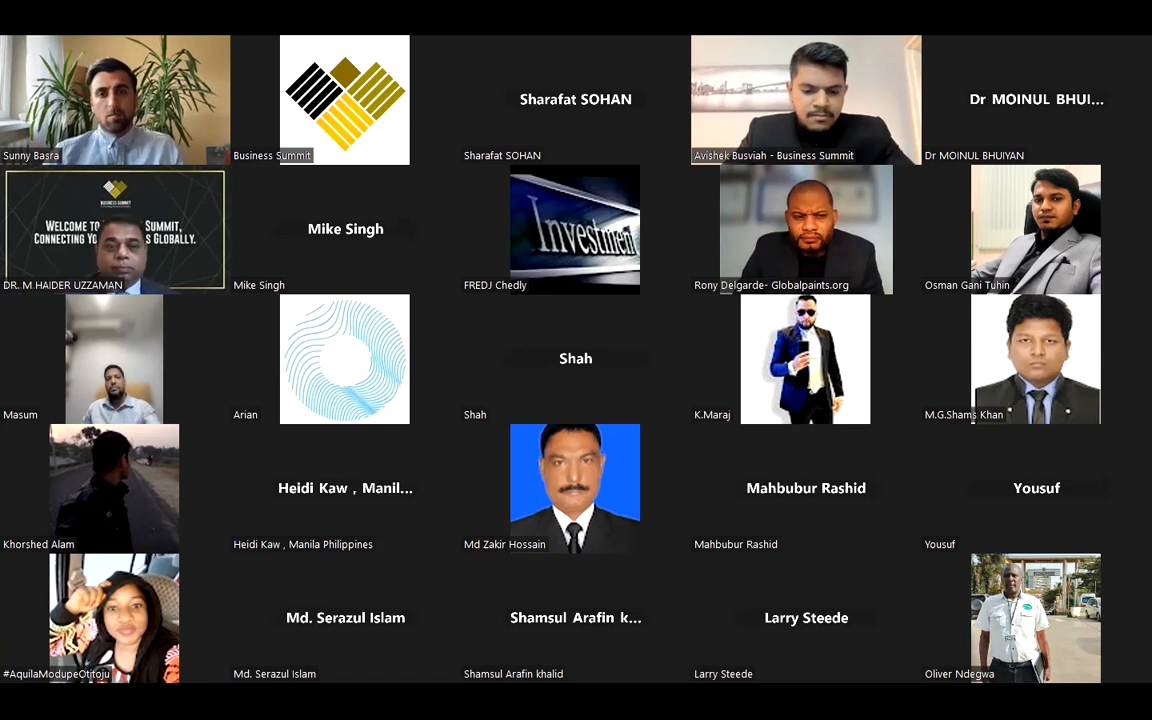 Sunny Basra
Business Summit
Sharafat SOHAN
Sharafat SOHAN
Avishek Busviah - Business Summit
Dr MOINUL BHUI...
Dr MOINUL BHUIYAN
BUSINESS SUMMIT
WELCOME TO SUMMIT,
CONNECTING YO S GLOBALLY.
DR. M HAIDER UZZAMAN
Mike Singh
Mike Singh
Investment
FREDJ Chedly
Rony Delgarde- Globalpaints.org
Osman Gani Tuhin
Masum
Arian
Shah
Shah
K.Maraj
M.G.Shams Khan
Khorshed Alam
Heidi Kaw , Manil...
Heidi Kaw , Manila Philippines
Md Zakir Hossain
Mahbubur Rashid
Mahbubur Rashid
Yousuf
Yousuf
#AquilaModupeOtitoju
Md. Serazul Islam
Md. Serazul Islam
Shamsul Arafin k...
Shamsul Arafin khalid
Larry Steede
Larry Steede
Oliver Ndegwa